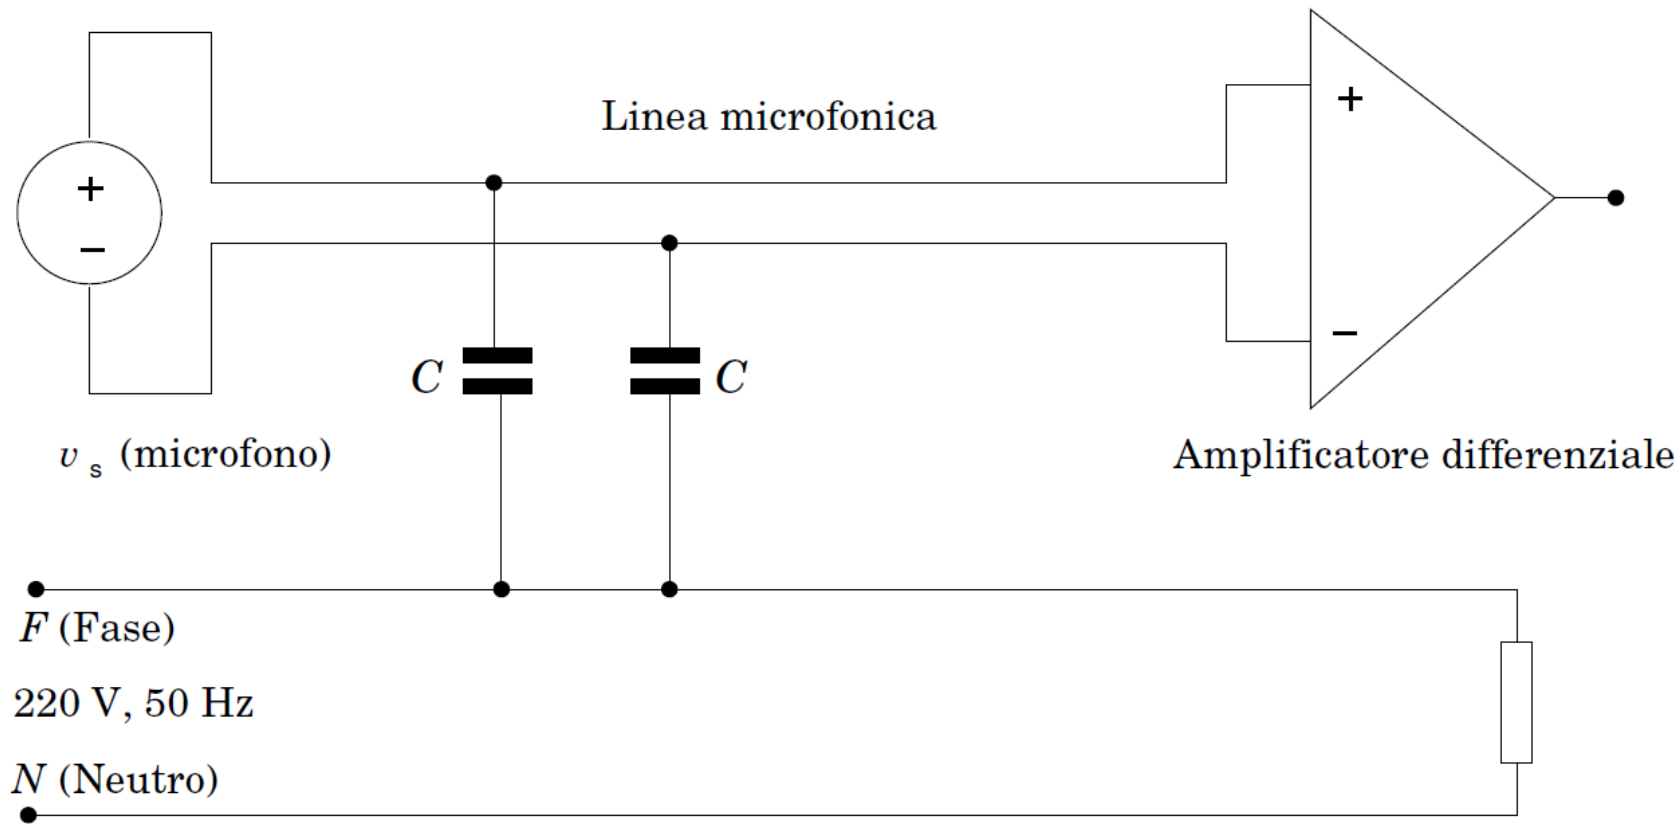 Linea microfonica
+
−
+
−
C
C
v s (microfono)
Amplificatore differenziale
F (Fase)
220 V, 50 Hz
N (Neutro)